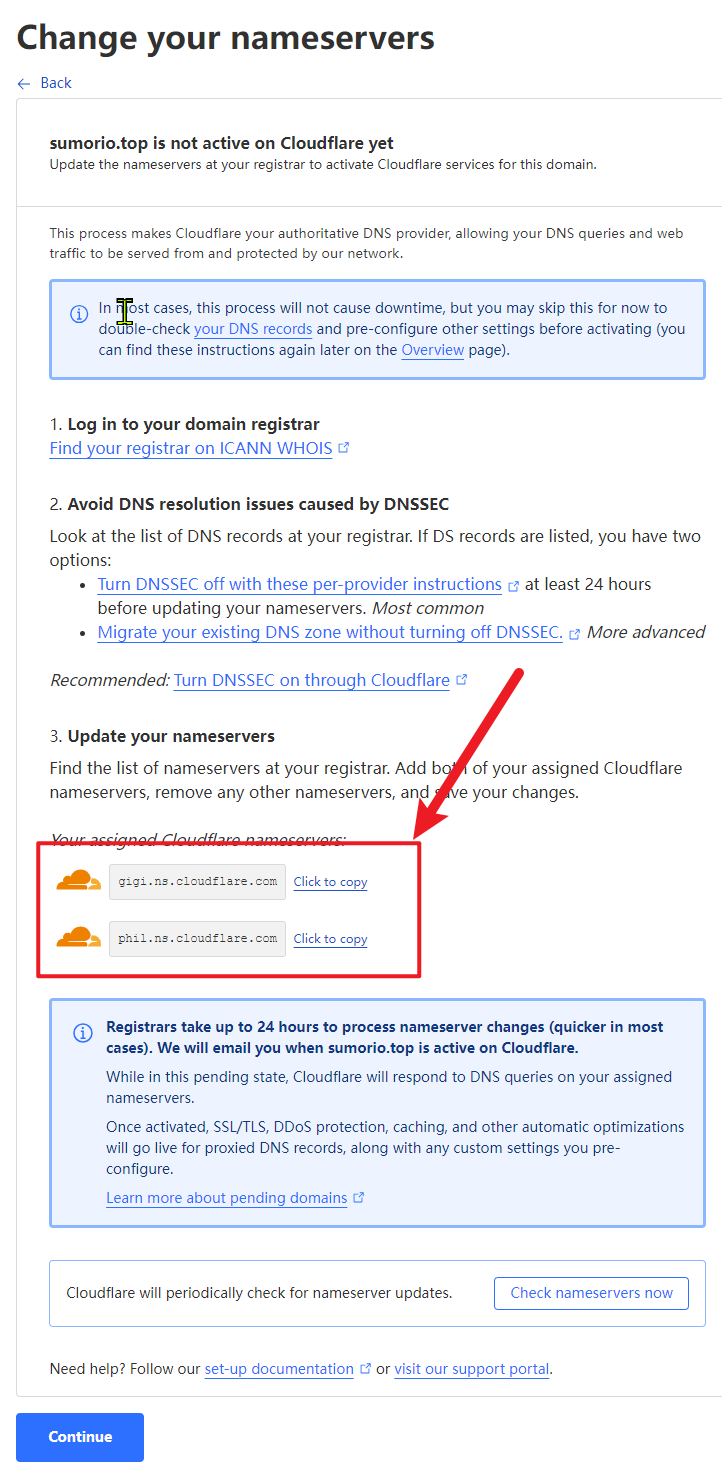 Change your nameservers
Back
sumorio.top is not active on Cloudflare yet
Update the nameservers at your registrar to activate Cloudflare services for this domain.
This process makes Cloudflare your authoritative DNS provider, allowing your DNS queries and web
traffic to be served from and protected by our network.
In most cases, this process will not cause downtime, but you may skip this for now to
double-check your DNS records and pre-configure other settings before activating (you
can find these instructions again later on the Overview page).
1. Log in to your domain registrar
Find your registrar on ICANN WHOIS
2. Avoid DNS resolution issues caused by DNSSEC
Look at the list of DNS records at your registrar. If DS records are listed, you have two
options:
• Turn DNSSEC off with these per-provider instructions at least 24 hours
before updating your nameservers. Most common
• Migrate your existing DNS zone without turning off DNSSEC. More advanced
Recommended: Turn DNSSEC on through Cloudflare
3. Update your nameservers
Find the list of nameservers at your registrar. Add both of your assigned Cloudflare
nameservers, remove any other nameservers, and save your changes.
Your assigned Cloudflare nameservers:
gigi.ns.cloudflare.com Click to copy
phil.ns.cloudflare.com Click to copy
Registrars take up to 24 hours to process nameserver changes (quicker in most
cases). We will email you when sumorio.top is active on Cloudflare.
While in this pending state, Cloudflare will respond to DNS queries on your assigned
nameservers.
Once activated, SSL/TLS, DDoS protection, caching, and other automatic optimizations
will go live for proxied DNS records, along with any custom settings you pre-
configure.
Learn more about pending domains
Cloudflare will periodically check for nameserver updates. Check nameservers now
Need help? Follow our set-up documentation or visit our support portal.
Continue